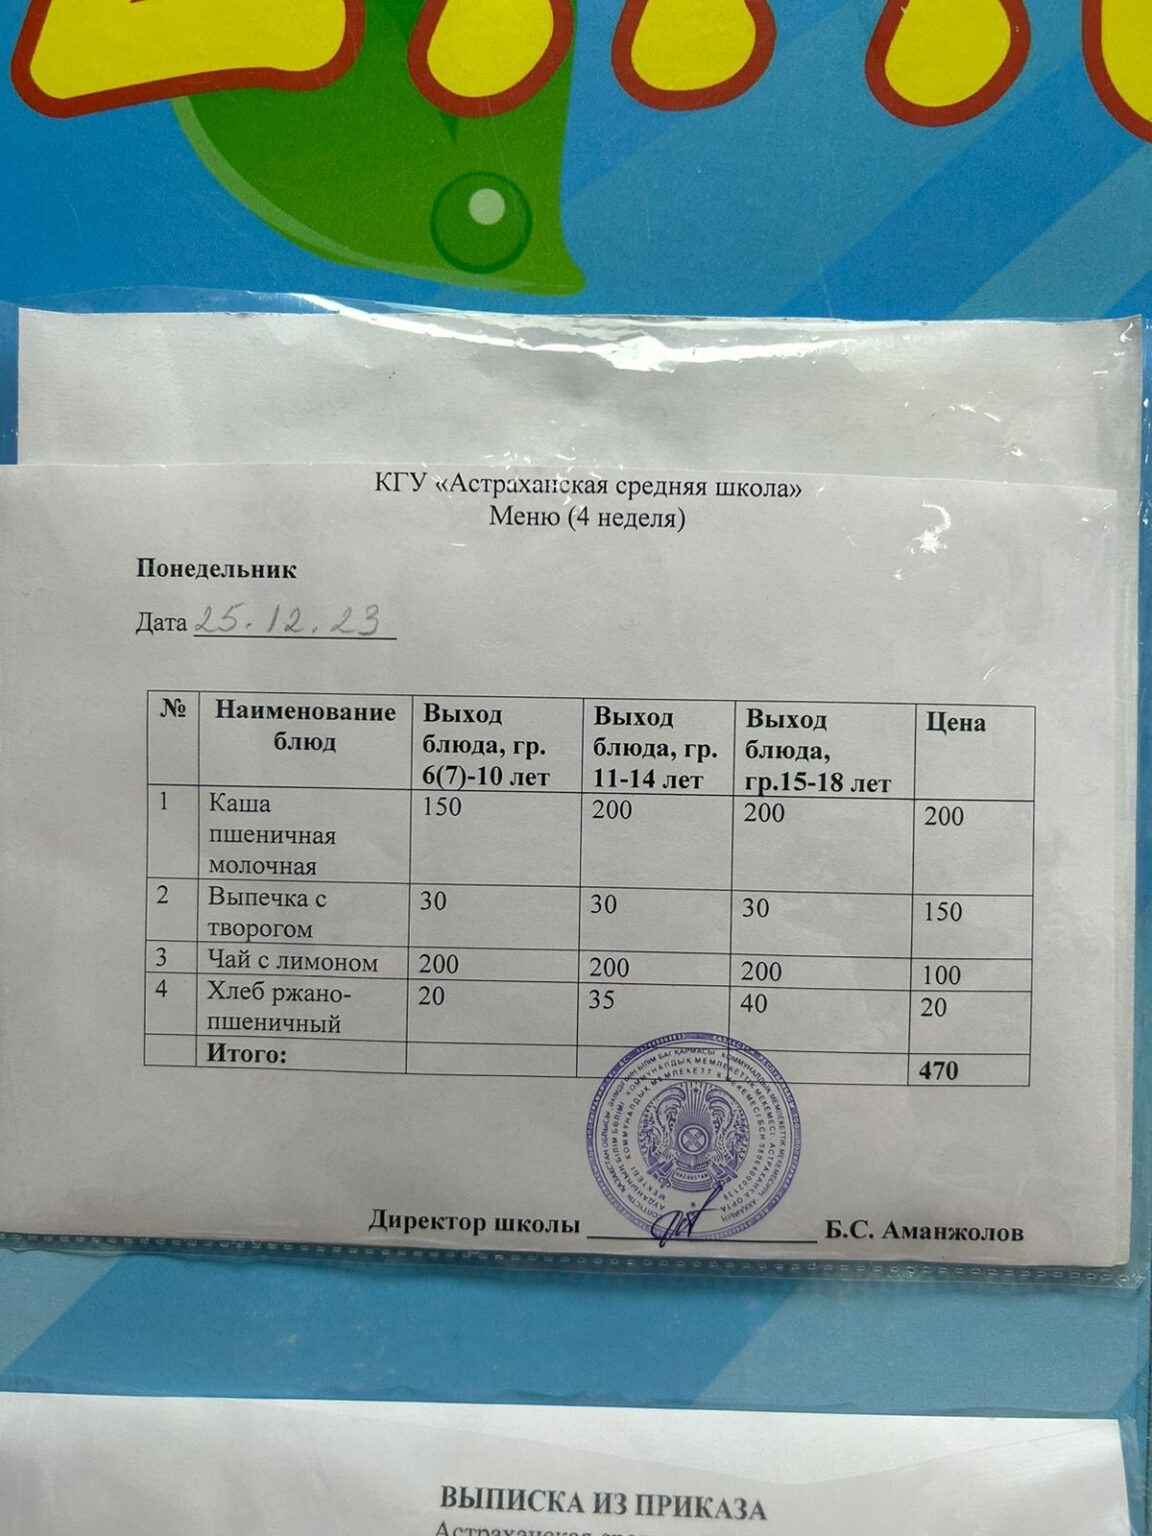 КГУ «Астраханская средняя школа»
Меню (4 неделя)
Понедельник
Дата 25.12.23
№ Наименование блюд Выход блюда, гр. 6(7)-10 лет Выход блюда, гр. 11-14 лет Выход блюда, гр.15-18 лет Цена
1 Каша пшеничная молочная 150 200 200 200
2 Выпечка с творогом 30 30 30 150
3 Чай с лимоном 200 200 200 100
4 Хлеб ржано-пшеничный 20 35 40 20
Итого: 470
Директор школы Б.С. Аманжолов
ВЫПИСКА ИЗ ПРИКАЗА